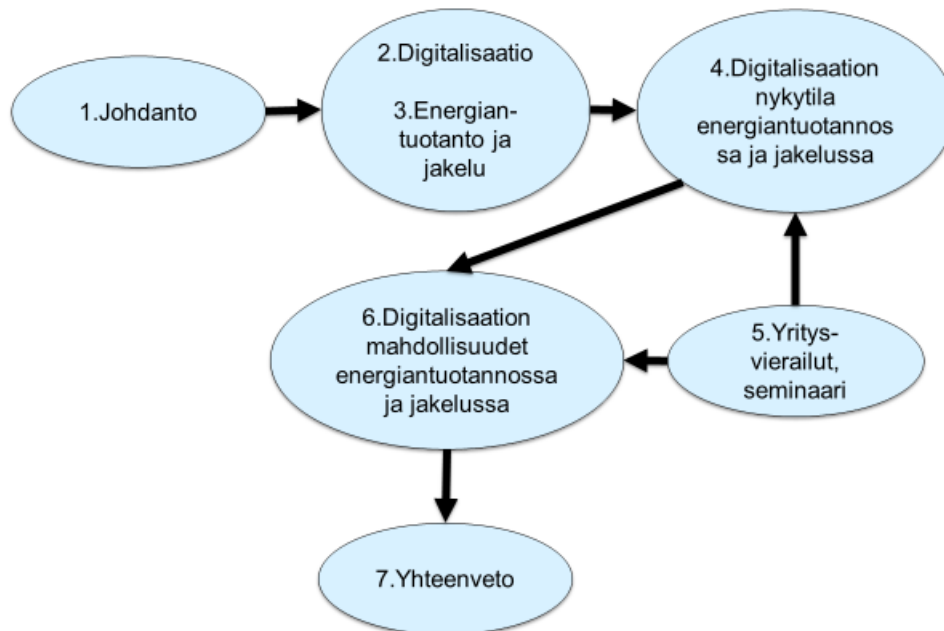 1.Johdanto
2.Digitalisaatio
3.Energian-
tuotanto ja
jakelu
4.Digitalisaation
nykytila
energiantuotannos
sa ja jakelussa
5.Yritys-
vierailut,
seminaari
6.Digitalisaation
mahdollisuudet
energiantuotannossa
ja jakelussa
7.Yhteenveto